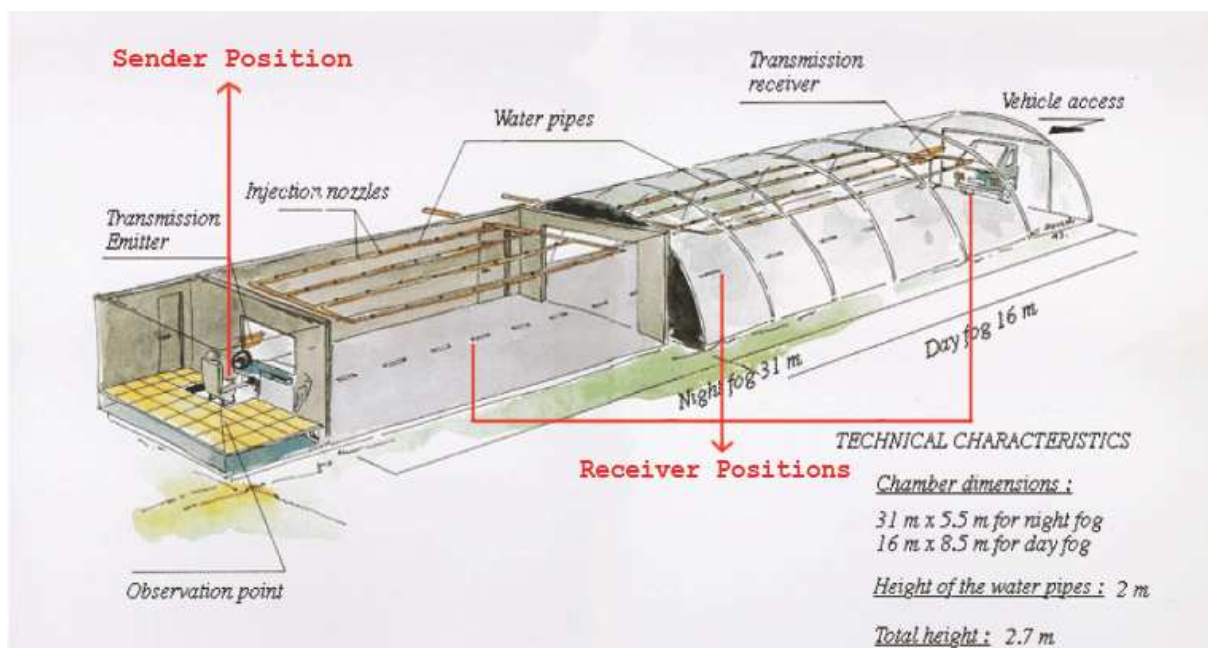 Sender Position
Transmission
receiver
Vehicle access
Water pipes
Injection nozzles
Transmission
Emitter
Day fog 16 m
Night fog 31 m
Receiver Positions
Observation point
TECHNICAL CHARACTERISTICS
Chamber dimensions :
31 m x 5.5 m for night fog
16 m x 8.5 m for day fog
Height of the water pipes : 2 m
Total height : 2.7 m